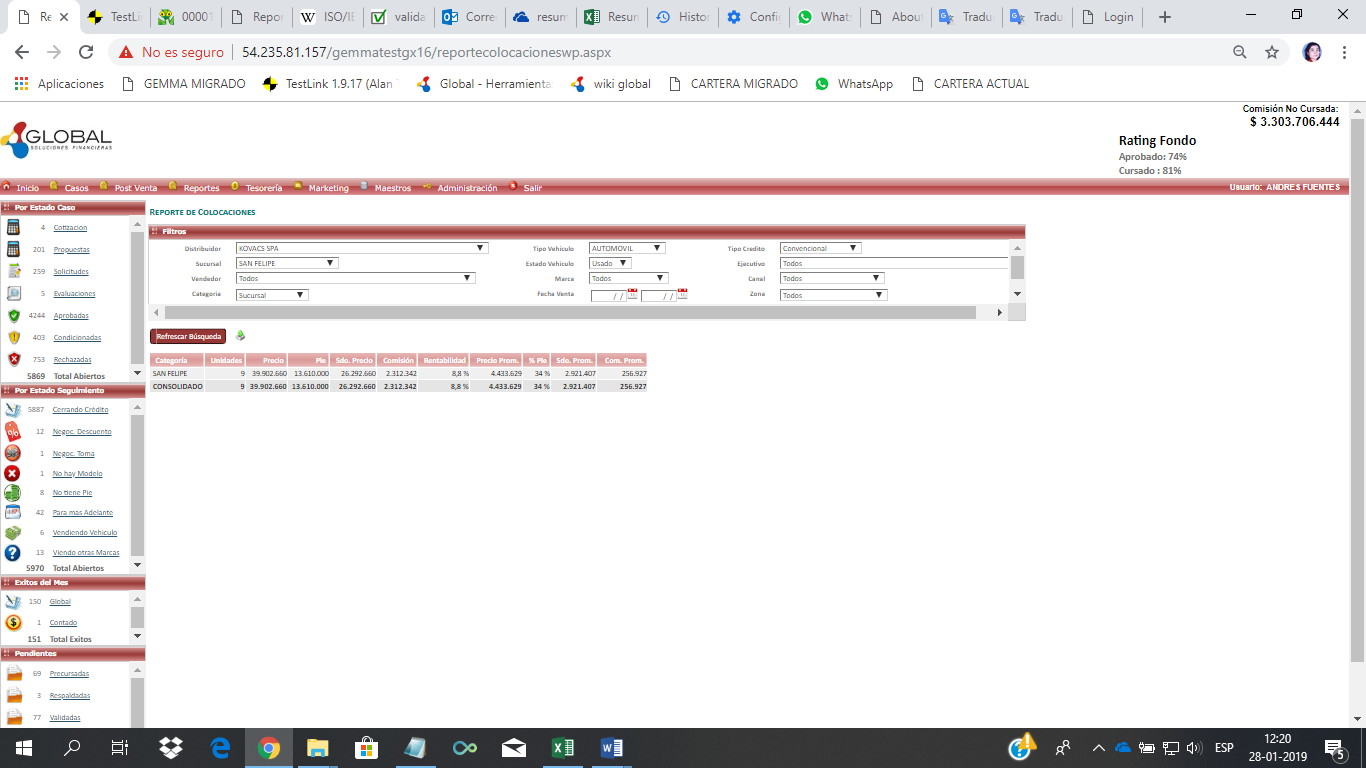 Re
TestLi
00001
Repor
ISO/IE
valida
Corre
resum
Resun
Histor
Config
Whats
About
Tradu
Tradu
Login
No es seguro 54.235.81.157/gemmatestgx16/reportecolocacioneswp.aspx
Aplicaciones GEMMA MIGRADO TestLink 1.9.17 (Alan Global - Herramienta wiki global CARTERA MIGRADO WhatsApp CARTERA ACTUAL
Comisión No Cursada:
$ 3.303.706.444
GLOBAL
SOLUCIONES FINANCIERAS
Rating Fondo
Aprobado: 74%
Cursado : 81%
Inicio Casos Post Venta Reportes Tesorería Marketing Maestros Administración Salir Usuario: ANDRES FUENTES
Por Estado Caso
4 Cotizacion
201 Propuestas
259 Solicitudes
5 Evaluaciones
4244 Aprobadas
403 Condicionadas
753 Rechazadas
5869 Total Abiertos
Por Estado Seguimiento
5887 Cerrando Crédito
12 Negoc. Descuento
1 Negoc. Toma
1 No hay Modelo
8 No tiene Pie
42 Para mas Adelante
6 Vendiendo Vehiculo
13 Viendo otras Marcas
5970 Total Abiertos
Exitos del Mes
150 Global
1 Contado
151 Total Exitos
Pendientes
69 Precursadas
3 Respaldadas
77 Validadas
REPORTE DE COLOCACIONES
Filtros
Distribuidor KOVACS SPA Tipo Vehiculo AUTOMOVIL Tipo Credito Convencional
Sucursal SAN FELIPE Estado Vehiculo Usado Ejecutivo Todos
Vendedor Todos Marca Todos Canal Todos
Categoria Sucursal Fecha Venta / / / / Zona Todos
Refrescar Búsqueda
Categoría Unidades Precio Pie Sdo. Precio Comisión Rentabilidad Precio Prom. % Pie Sdo. Prom. Com. Prom.
SAN FELIPE 9 39.902.660 13.610.000 26.292.660 2.312.342 8,8 % 4.433.629 34 % 2.921.407 256.927
CONSOLIDADO 9 39.902.660 13.610.000 26.292.660 2.312.342 8,8 % 4.433.629 34 % 2.921.407 256.927
ESP
12:20
28-01-2019
5